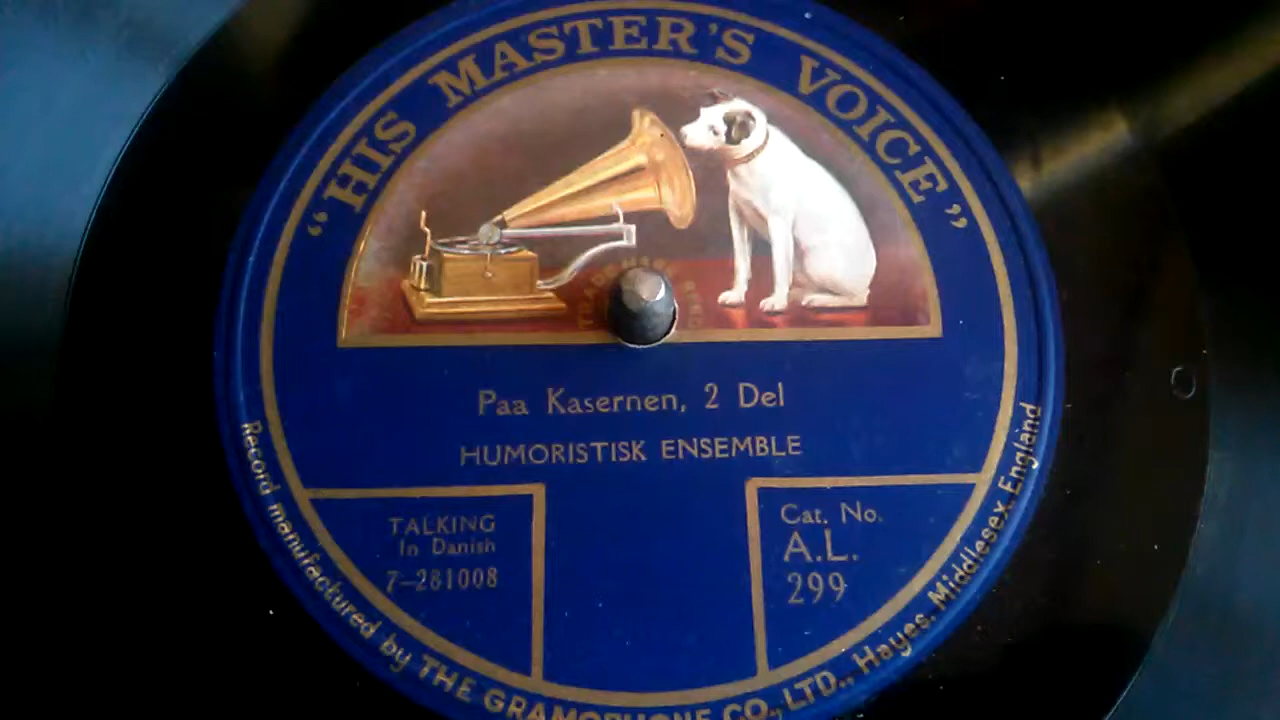 “HIS MASTER'S VOICE”
Paa Kasernen, 2 Del
HUMORISTISK ENSEMBLE
TALKING
In Danish
7–281008
Cat. No.
A.L.
299
Record manufactured by THE GRAMOPHONE CO., LTD., Hayes, Middlesex, England